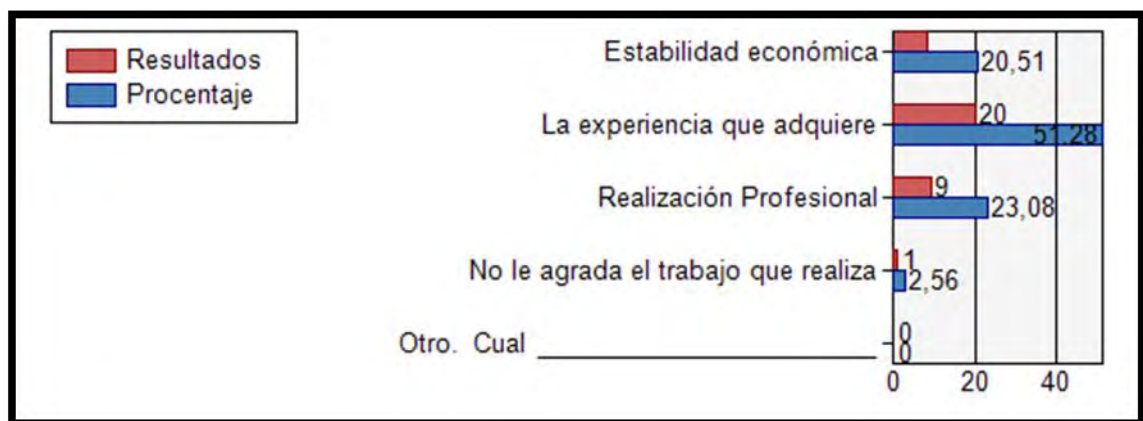 Resultados
Procentaje
Estabilidad económica
20,51
La experiencia que adquiere
20
51.28
Realización Profesional
9
23,08
No le agrada el trabajo que realiza
1
2,56
Otro. Cual ____________________
0
0
0 20 40